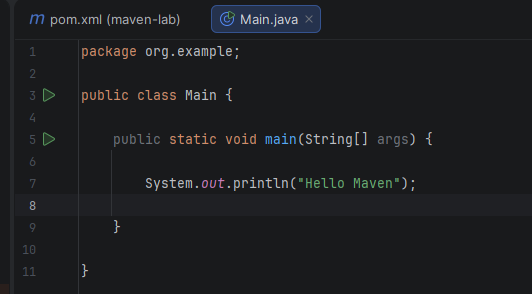 m pom.xml (maven-lab)
Main.java ×
1 package org.example;
2
3 public class Main {
4
5     public static void main(String[] args) {
6
7         System.out.println("Hello Maven");
8
9     }
10
11 }